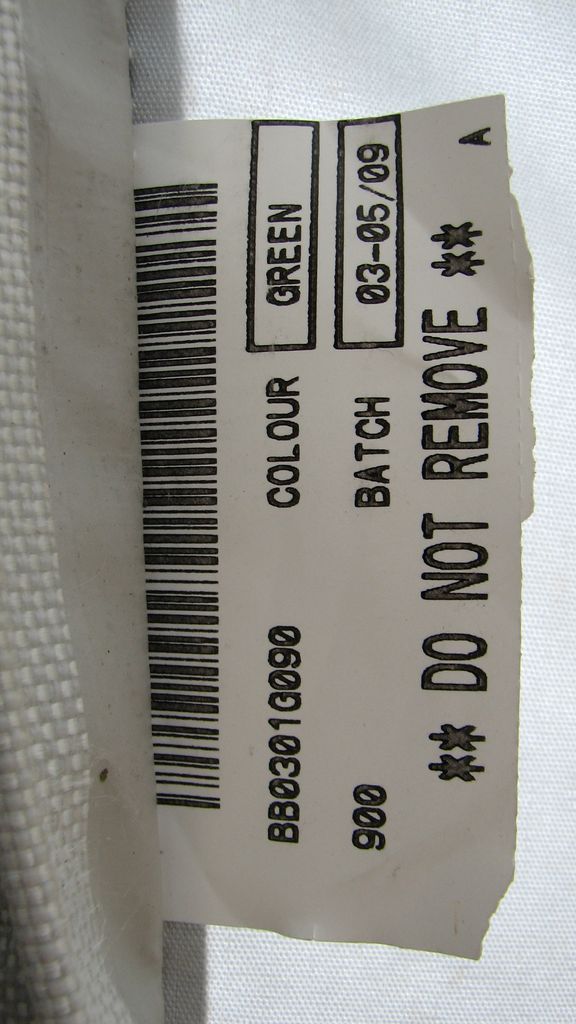 BB0301G090 COLOUR GREEN
900 BATCH 03-05/09
** DO NOT REMOVE ** A